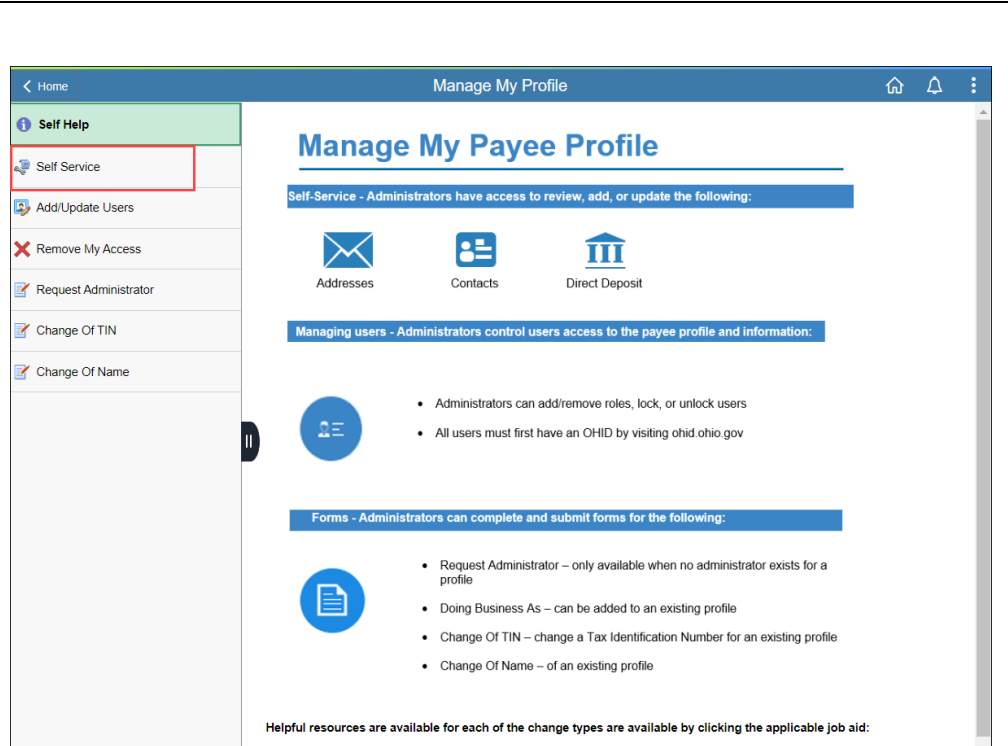 Home
Manage My Profile
Self Help
Self Service
Add/Update Users
Remove My Access
Request Administrator
Change Of TIN
Change Of Name
Manage My Payee Profile
Self-Service - Administrators have access to review, add, or update the following:
Addresses
Contacts
Direct Deposit
Managing users - Administrators control users access to the payee profile and information:
• Administrators can add/remove roles, lock, or unlock users
• All users must first have an OHID by visiting ohid.ohio.gov
Forms - Administrators can complete and submit forms for the following:
• Request Administrator – only available when no administrator exists for a
profile
• Doing Business As – can be added to an existing profile
• Change Of TIN – change a Tax Identification Number for an existing profile
• Change Of Name – of an existing profile
Helpful resources are available for each of the change types are available by clicking the applicable job aid: